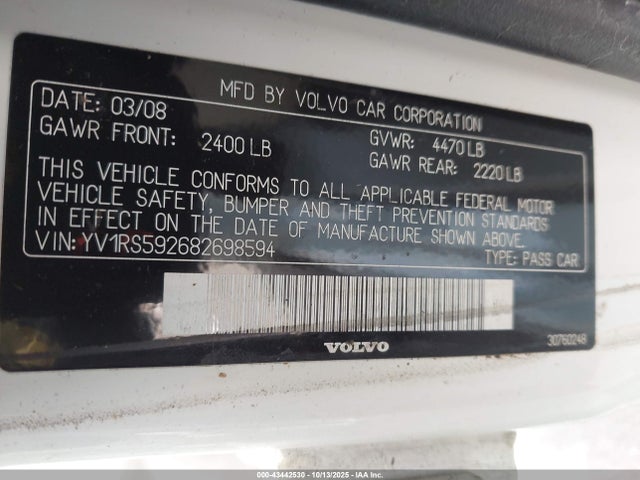 MFD BY VOLVO CAR CORPORATION
DATE: 03/08
GVWR: 4470 LB
GAWR FRONT: 2400 LB
GAWR REAR: 2220 LB
THIS VEHICLE CONFORMS TO ALL APPLICABLE FEDERAL MOTOR
VEHICLE SAFETY, BUMPER AND THEFT PREVENTION STANDARDS
IN EFFECT ON THE DATE OF MANUFACTURE SHOWN ABOVE.
VIN: YV1RS592682698594
TYPE: PASS CAR
VOLVO
30760248
000-43442530 - 10/13/2025 - IAA Inc.